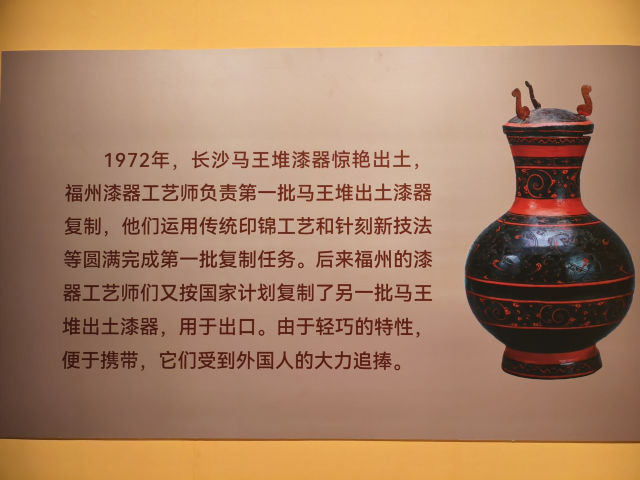 1972年，长沙马王堆漆器惊艳出土，
福州漆器工艺师负责第一批马王堆出土漆器
复制，他们运用传统印锦工艺和针刻新技法
等圆满完成第一批复制任务。后来福州的漆
器工艺师们又按国家计划复制了另一批马王
堆出土漆器，用于出口。由于轻巧的特性，
便于携带，它们受到外国人的大力追捧。